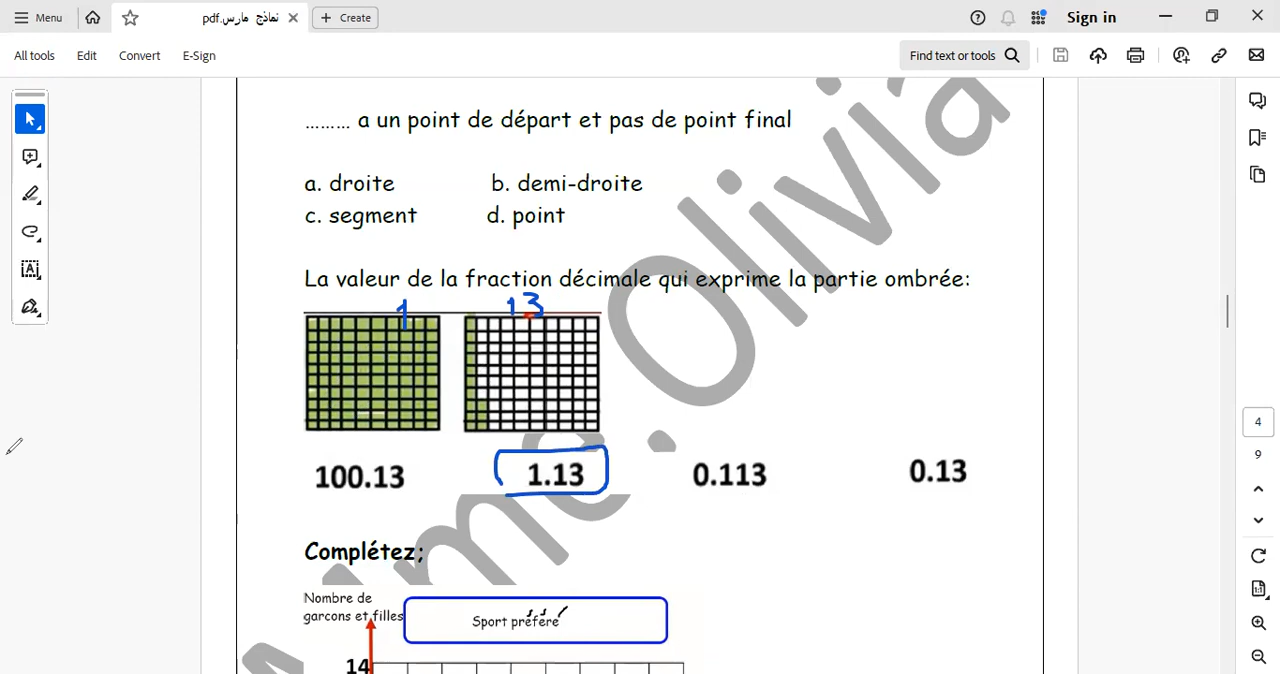 Menu
نماذج مارس.pdf
Create
Sign in
All tools
Edit
Convert
E-Sign
Find text or tools
......... a un point de départ et pas de point final
a. droite b. demi-droite
c. segment d. point
La valeur de la fraction décimale qui exprime la partie ombrée:
1 13
100.13 1.13 0.113 0.13
Complétez;
Nombre de
garcons et filles
Sport préféré
14
4
9
me.Olivia